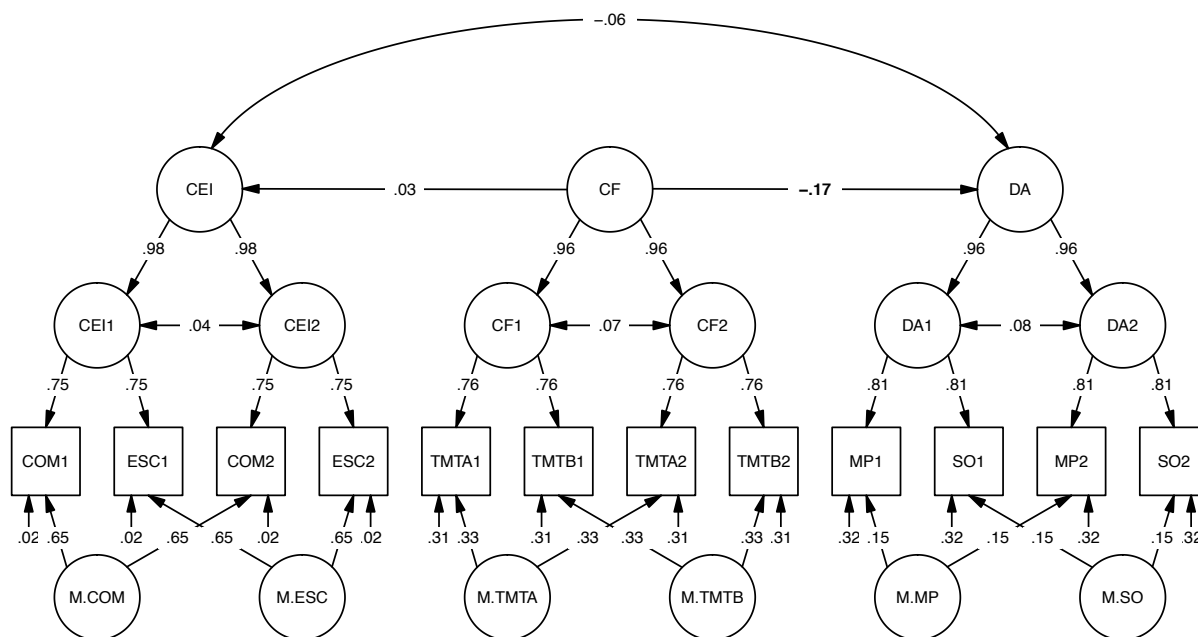 -.06
CEI .03 CF -.17 DA
.98 .98 .96 .96 .96 .96
CEI1 .04 CEI2 CF1 .07 CF2 DA1 .08 DA2
.75 .75 .75 .75 .76 .76 .76 .76 .81 .81 .81 .81
COM1 ESC1 COM2 ESC2 TMTA1 TMTB1 TMTA2 TMTB2 MP1 SO1 MP2 SO2
.02 .65 .02 .65 .65 .02 .65 .02 .31 .33 .31 .33 .33 .31 .33 .31 .32 .15 .32 .15 .15 .32 .15 .32
M.COM M.ESC M.TMTA M.TMTB M.MP M.SO